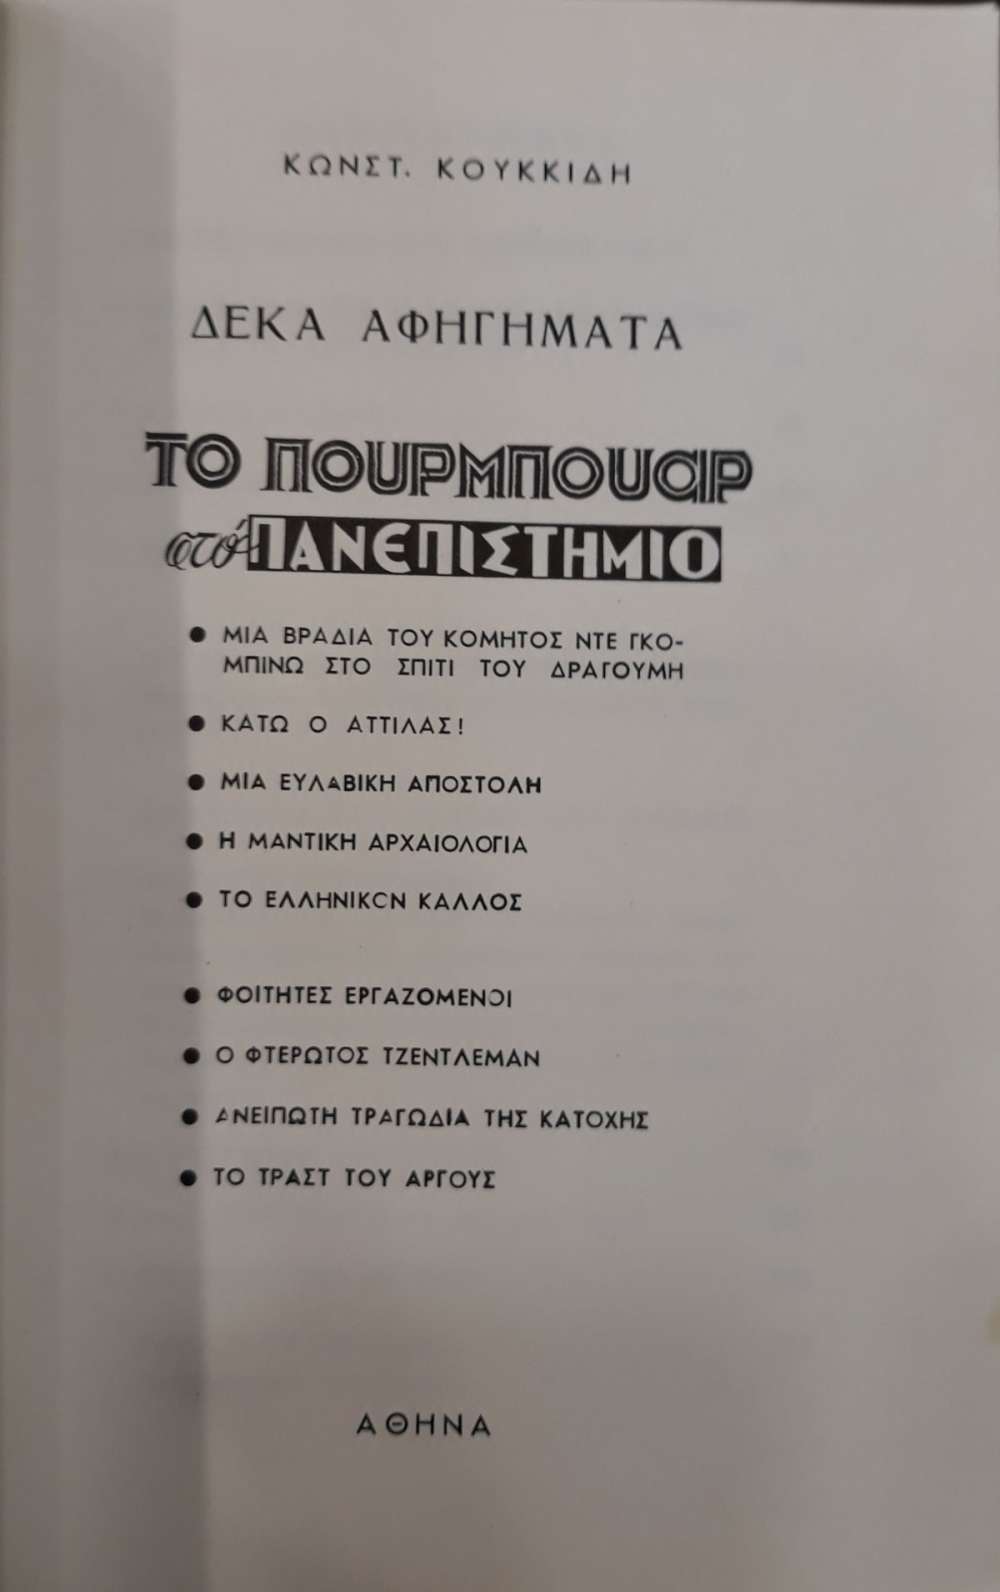 ΚΩΝΣΤ. ΚΟΥΚΚΙΔΗ
ΔΕΚΑ ΑΦΗΓΗΜΑΤΑ
ΤΟ ΠΟΥΡΜΠΟΥΑΡ
στό ΠΑΝΕΠΙΣΤΗΜΙΟ
● ΜΙΑ ΒΡΑΔΙΑ ΤΟΥ ΚΟΜΗΤΟΣ ΝΤΕ ΓΚΟ-
ΜΠΙΝΩ ΣΤΟ ΣΠΙΤΙ ΤΟΥ ΔΡΑΓΟΥΜΗ
● ΚΑΤΩ Ο ΑΤΤΙΛΑΣ!
● ΜΙΑ ΕΥΛΑΒΙΚΗ ΑΠΟΣΤΟΛΗ
● Η ΜΑΝΤΙΚΗ ΑΡΧΑΙΟΛΟΓΙΑ
● ΤΟ ΕΛΛΗΝΙΚΟΝ ΚΑΛΛΟΣ
● ΦΟΙΤΗΤΕΣ ΕΡΓΑΖΟΜΕΝΟΙ
● Ο ΦΤΕΡΩΤΟΣ ΤΖΕΝΤΛΕΜΑΝ
● ΑΝΕΙΠΩΤΗ ΤΡΑΓΩΔΙΑ ΤΗΣ ΚΑΤΟΧΗΣ
● ΤΟ ΤΡΑΣΤ ΤΟΥ ΑΡΓΟΥΣ
ΑΘΗΝΑ